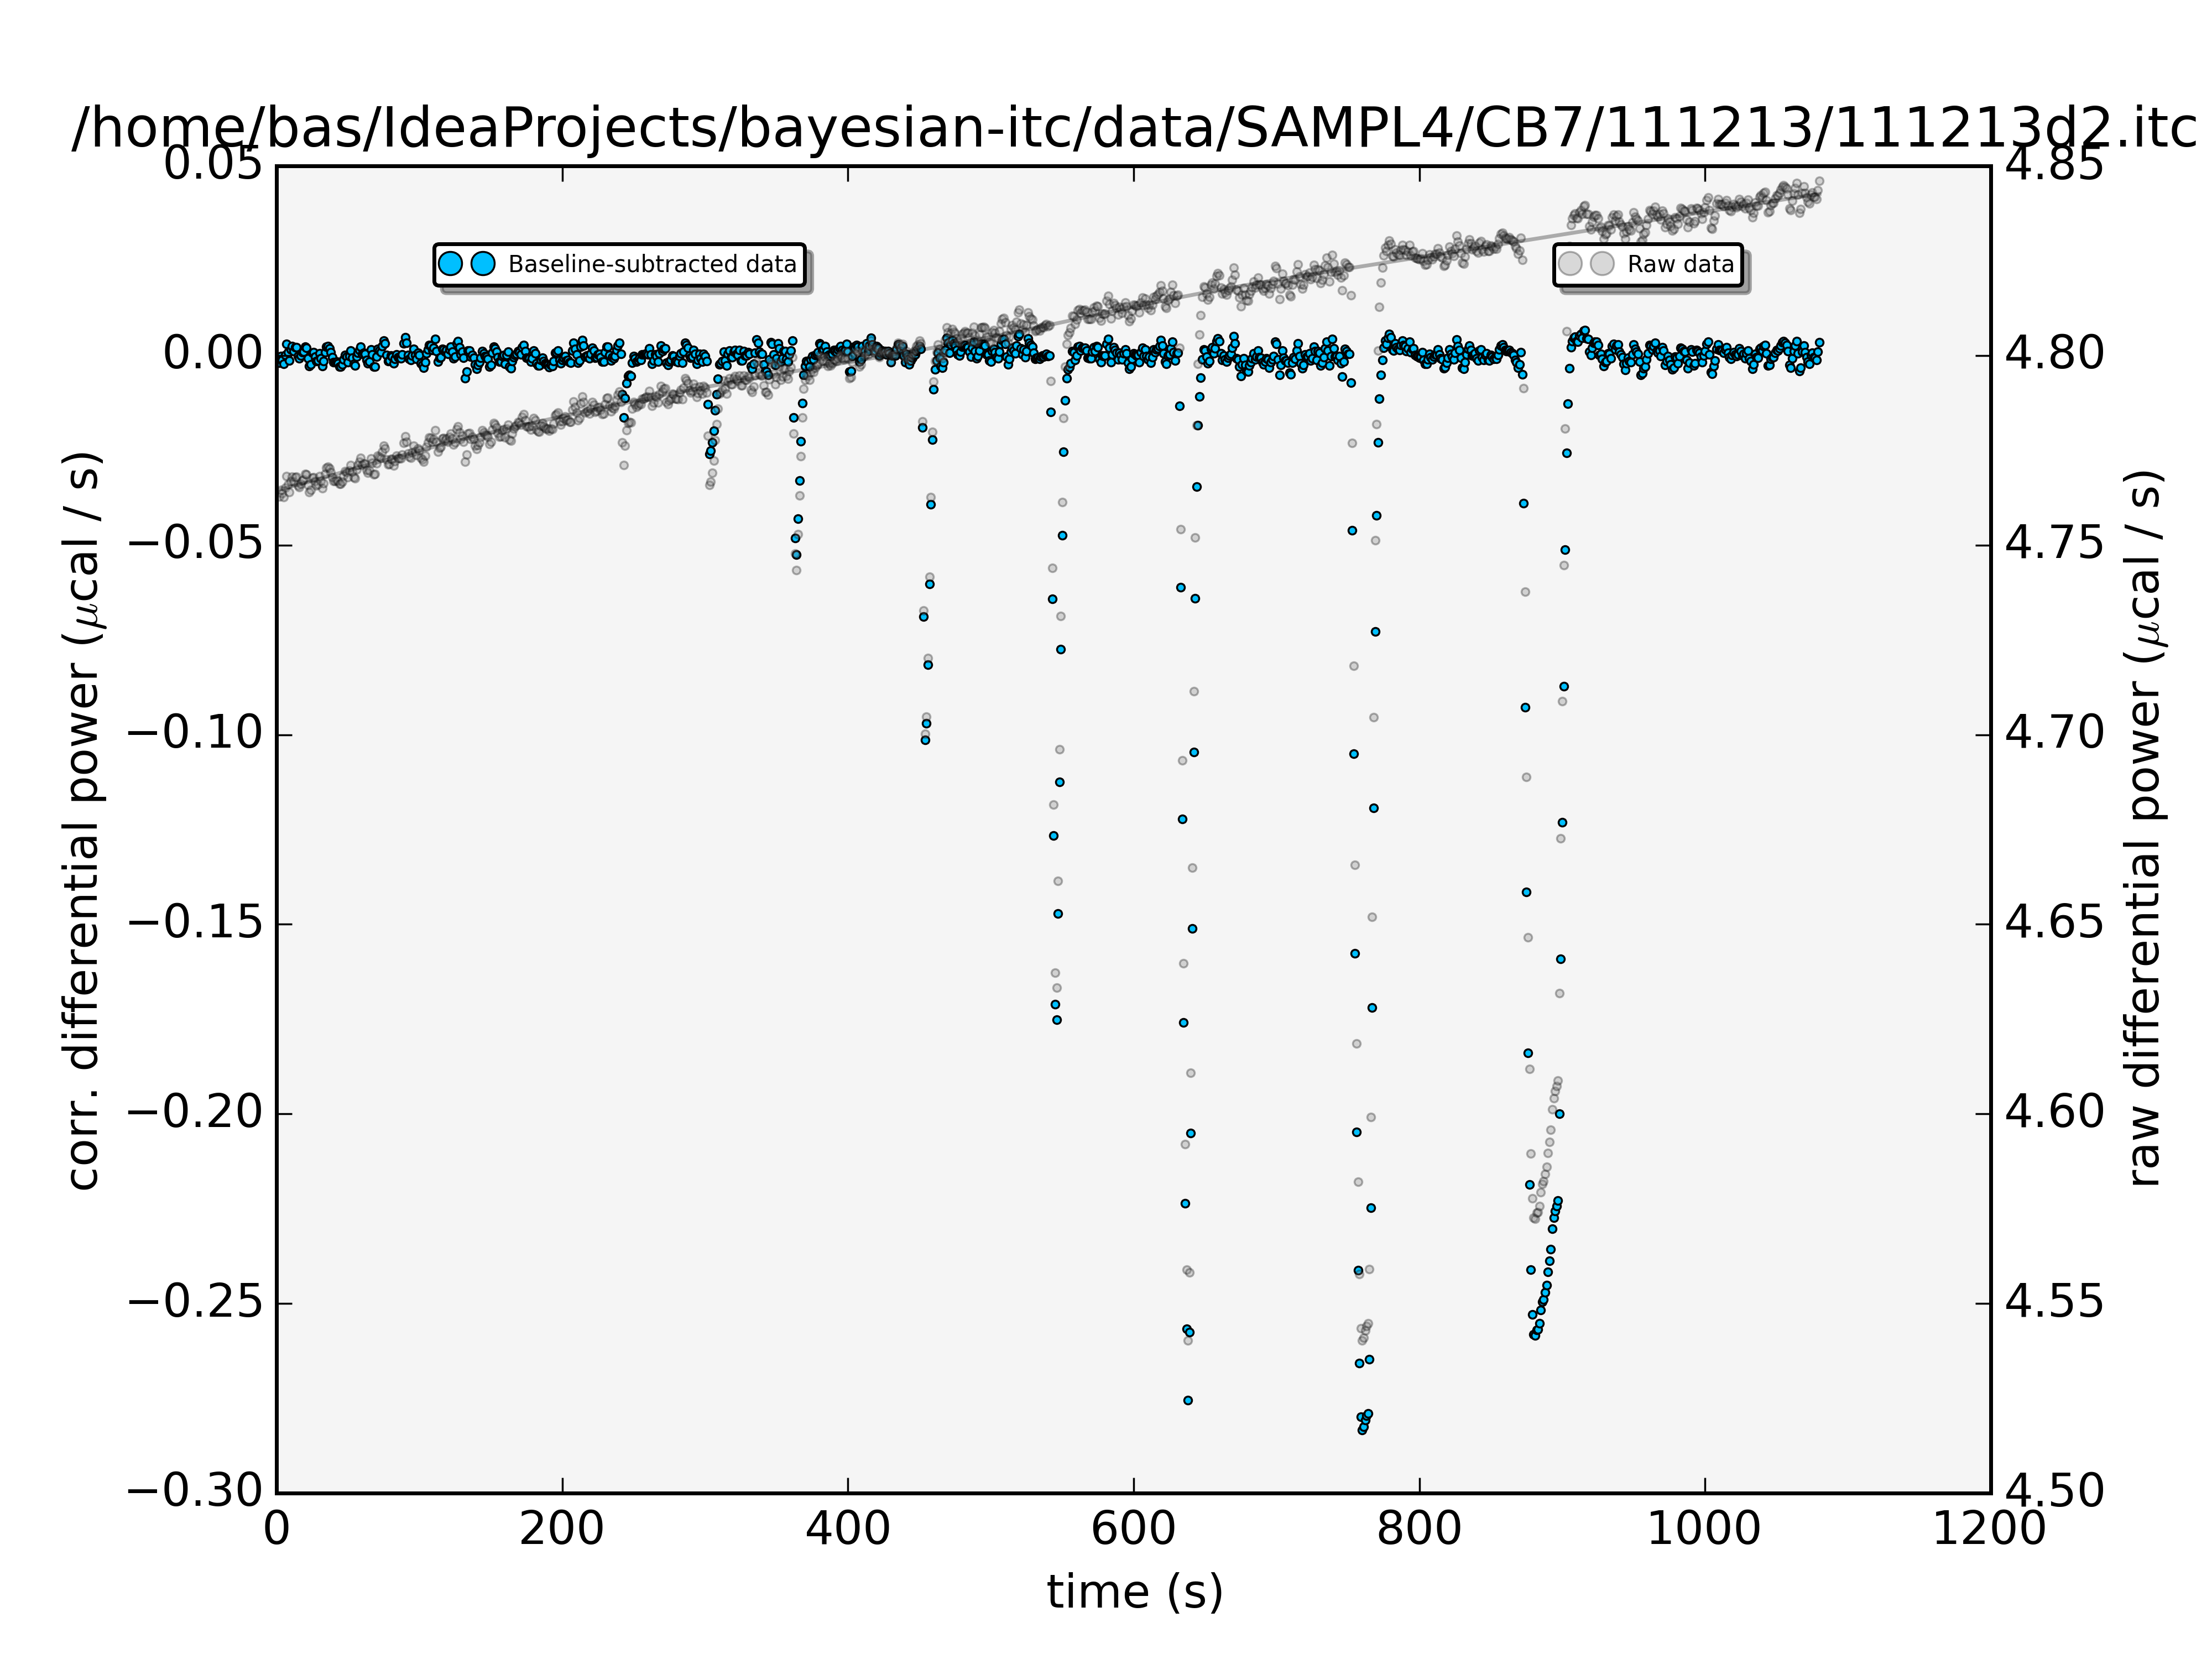 /home/bas/IdeaProjects/bayesian-itc/data/SAMPL4/CB7/111213/111213d2.itc
0.05
0.00
−0.05
−0.10
−0.15
−0.20
−0.25
−0.30
corr. differential power (μcal / s)
Baseline-subtracted data
Raw data
4.85
4.80
4.75
4.70
4.65
4.60
4.55
4.50
raw differential power (μcal / s)
0 200 400 600 800 1000 1200
time (s)